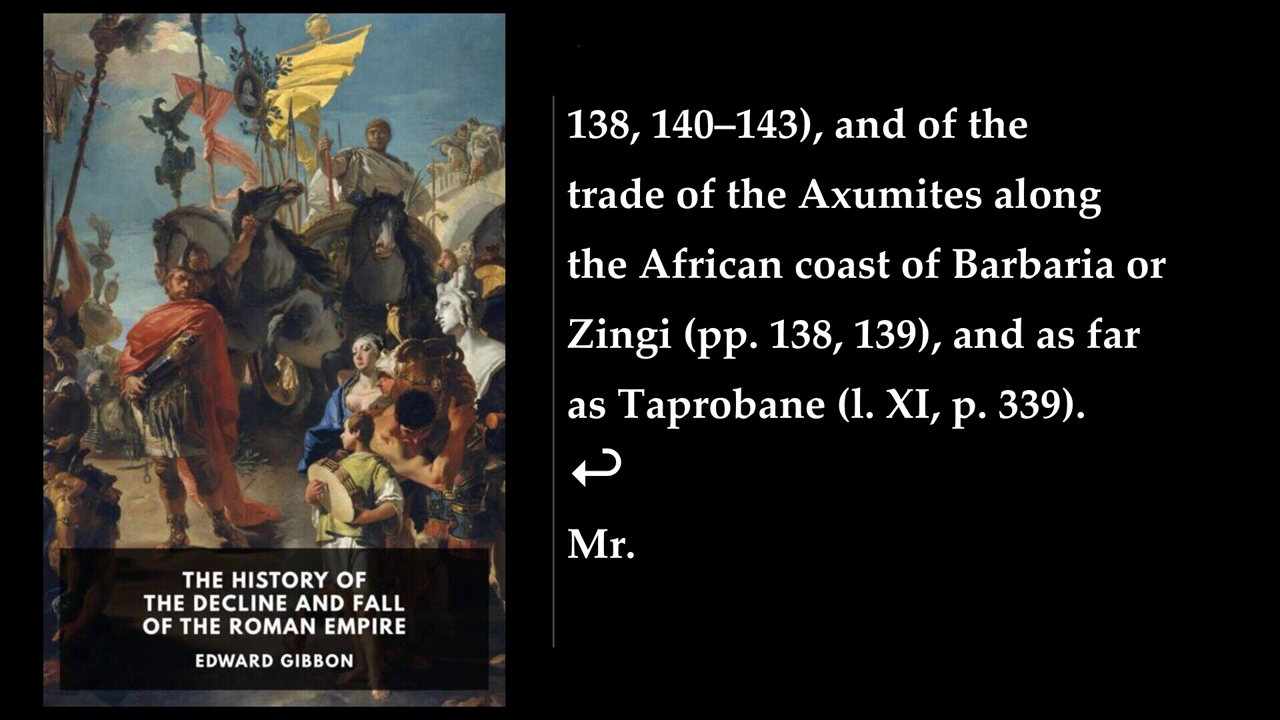 THE HISTORY OF
THE DECLINE AND FALL
OF THE ROMAN EMPIRE
EDWARD GIBBON
138, 140–143), and of the
trade of the Axumites along
the African coast of Barbaria or
Zingi (pp. 138, 139), and as far
as Taprobane (l. XI, p. 339).
↩
Mr.